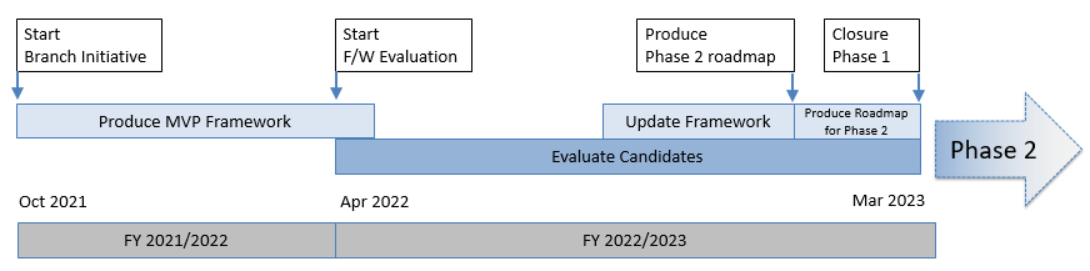 Start
Branch Initiative
Start
F/W Evaluation
Produce
Phase 2 roadmap
Closure
Phase 1
Produce MVP Framework
Update Framework
Produce Roadmap
for Phase 2
Evaluate Candidates
Phase 2
Oct 2021
Apr 2022
Mar 2023
FY 2021/2022
FY 2022/2023